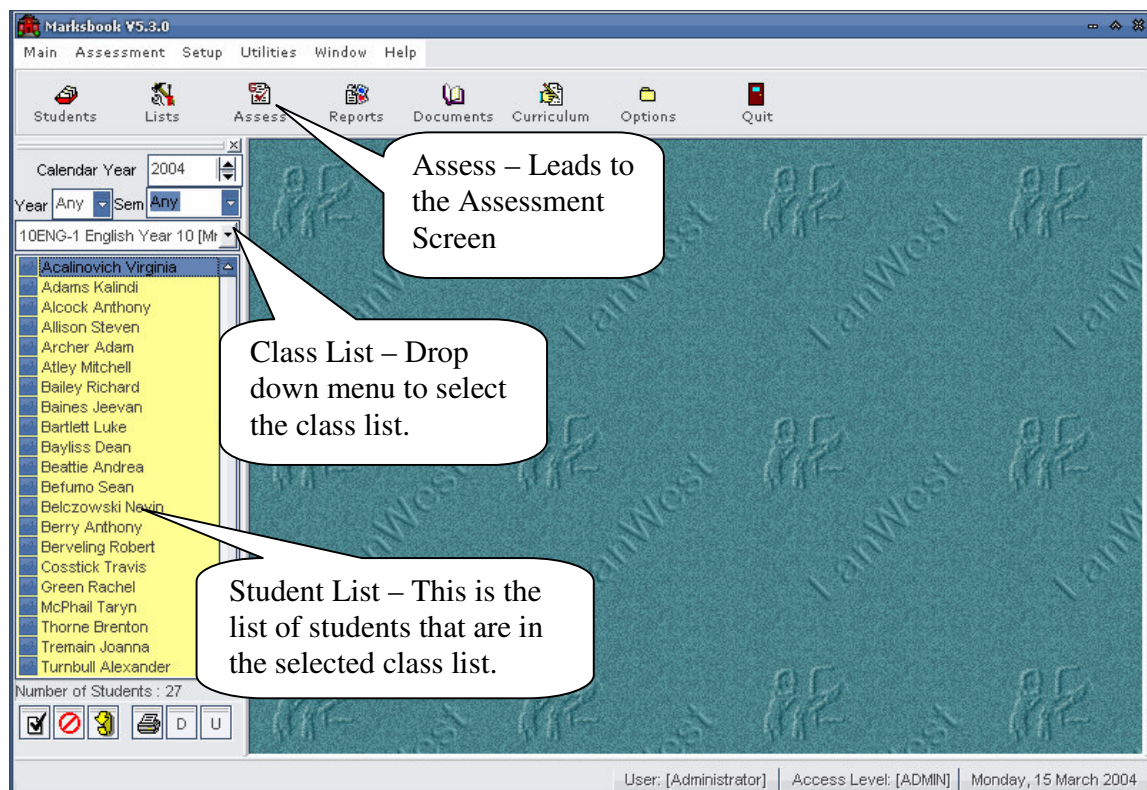 Marksbook V5.3.0
Main Assessment Setup Utilities Window Help
Students Lists Assess Reports Documents Curriculum Options Quit
Calendar Year 2004
Year Any Sem Any
10ENG-1 English Year 10 [Mr
Assess – Leads to
the Assessment
Screen
Acalinovich Virginia
Adams Kalindi
Alcock Anthony
Allison Steven
Archer Adam
Atley Mitchell
Bailey Richard
Baines Jeevan
Bartlett Luke
Bayliss Dean
Beattie Andrea
Befumo Sean
Belczowski Nevin
Berry Anthony
Berveling Robert
Cosstick Travis
Green Rachel
McPhail Taryn
Thorne Brenton
Tremain Joanna
Turnbull Alexander
Class List – Drop
down menu to select
the class list.
Student List – This is the
list of students that are in
the selected class list.
Number of Students : 27
D U
LanWest
LanWest
LanWest
LanWest
LanWest
User: [Administrator] Access Level: [ADMIN] Monday, 15 March 2004